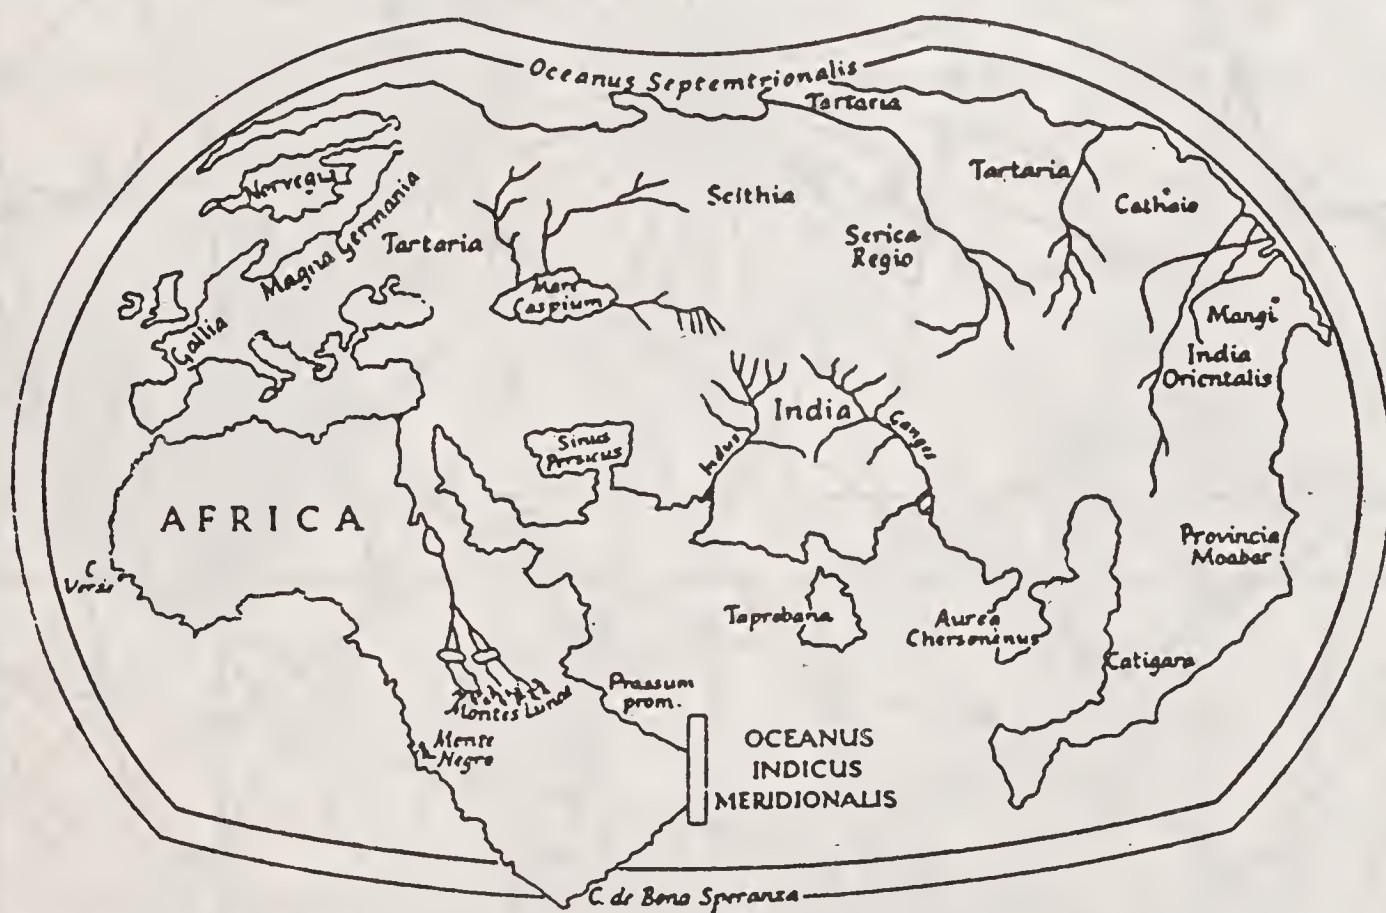 Oceanus Septemtrionalis
Tartaria
Tartaria
Norvegia
Scithia
Cathaio
Magna Germania
Tartaria
Serica
Regio
Mare
Caspium
Mangi
Gallia
India
Orientalis
India
Indus
Ganges
Sinus
Persicus
AFRICA
C.
Verde
Provincia
Moabar
Taprobana
Aurea
Chersonenus
Catigara
Prassum
prom.
Montes Lunae
Monte
Negro
OCEANUS
INDICUS
MERIDIONALIS
C. de Bona Speranza